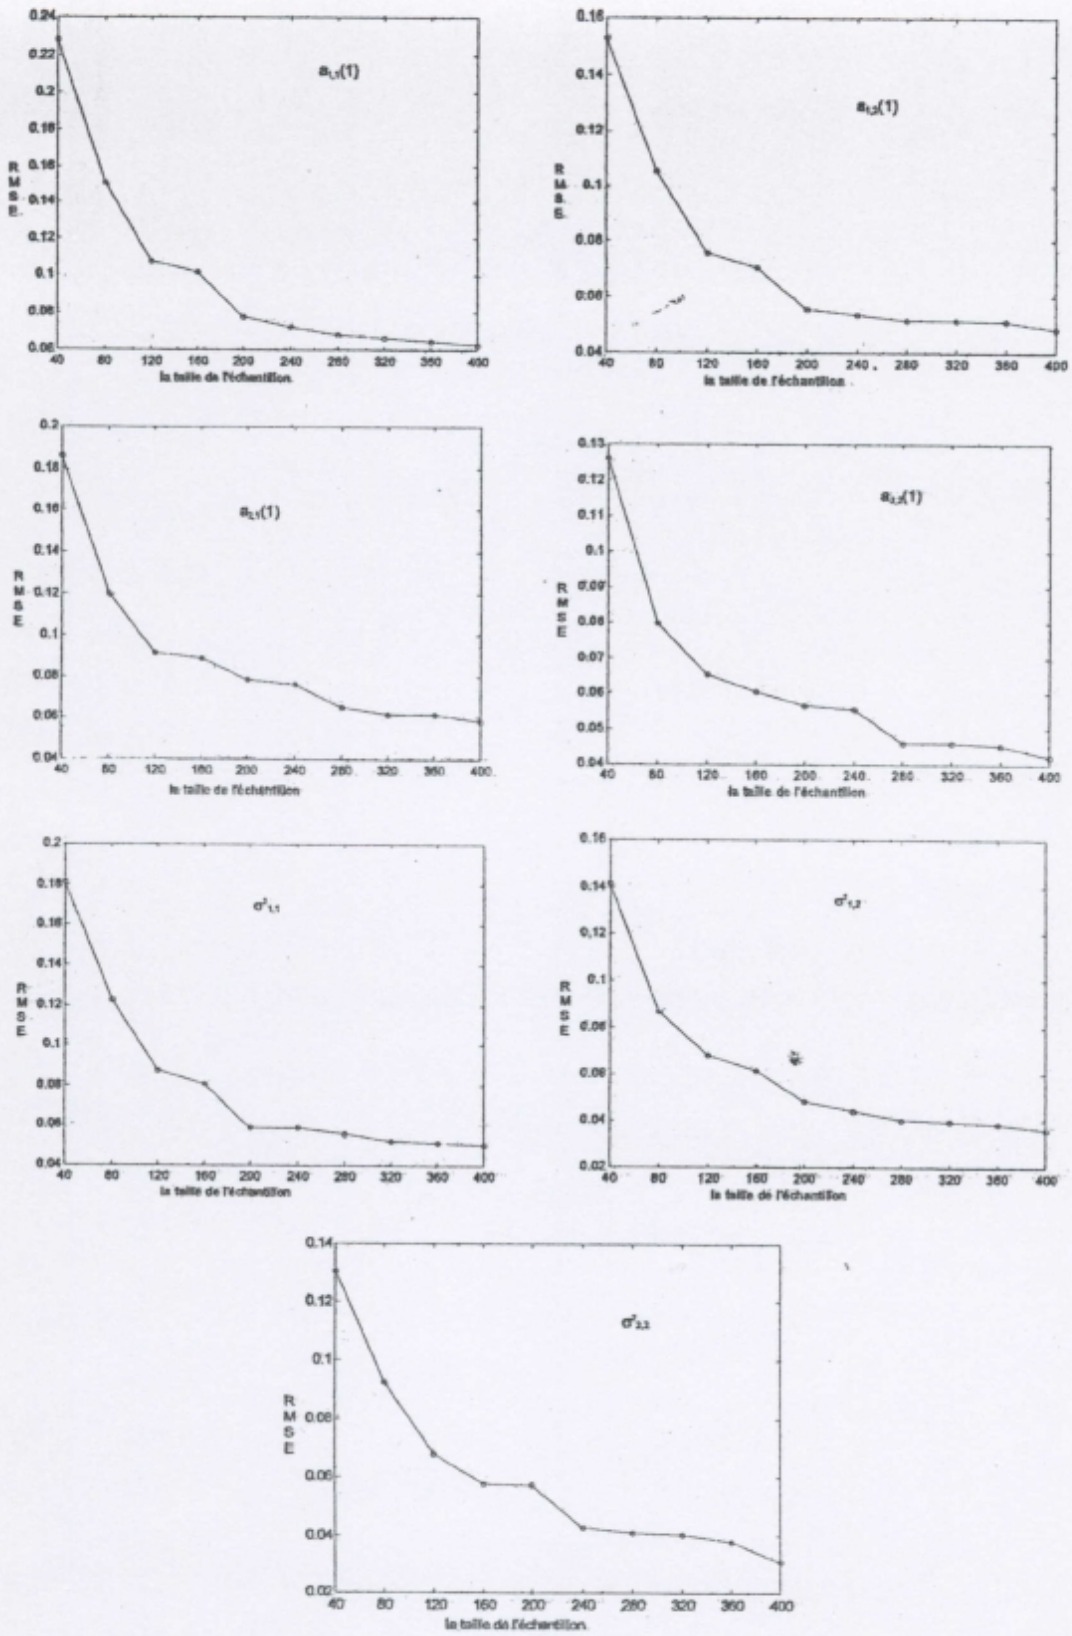 0.24
0.22
0.2
0.18
0.16
0.14
0.12
0.1
0.08
0.06
R
M
S
E
a1,1(1)
40 80 120 160 200 240 280 320 360 400
la taille de l'échantillon
0.16
0.14
0.12
0.1
0.08
0.06
0.04
R
M
S
E
a1,2(1)
40 80 120 160 200 240 280 320 360 400
la taille de l'échantillon
0.2
0.18
0.16
0.14
0.12
0.1
0.08
0.06
0.04
R
M
S
E
a2,1(1)
40 80 120 160 200 240 280 320 360 400
la taille de l'échantillon
0.13
0.12
0.11
0.1
0.09
0.08
0.07
0.06
0.05
0.04
R
M
S
E
a2,2(1)
40 80 120 160 200 240 280 320 360 400
la taille de l'échantillon
0.2
0.18
0.16
0.14
0.12
0.1
0.08
0.06
0.04
R
M
S
E
σ²1,1
40 80 120 160 200 240 280 320 360 400
la taille de l'échantillon
0.16
0.14
0.12
0.1
0.08
0.06
0.04
0.02
R
M
S
E
σ²1,2
40 80 120 160 200 240 280 320 360 400
la taille de l'échantillon
0.14
0.12
0.1
0.08
0.06
0.04
0.02
R
M
S
E
σ²2,2
40 80 120 160 200 240 280 320 360 400
la taille de l'échantillon